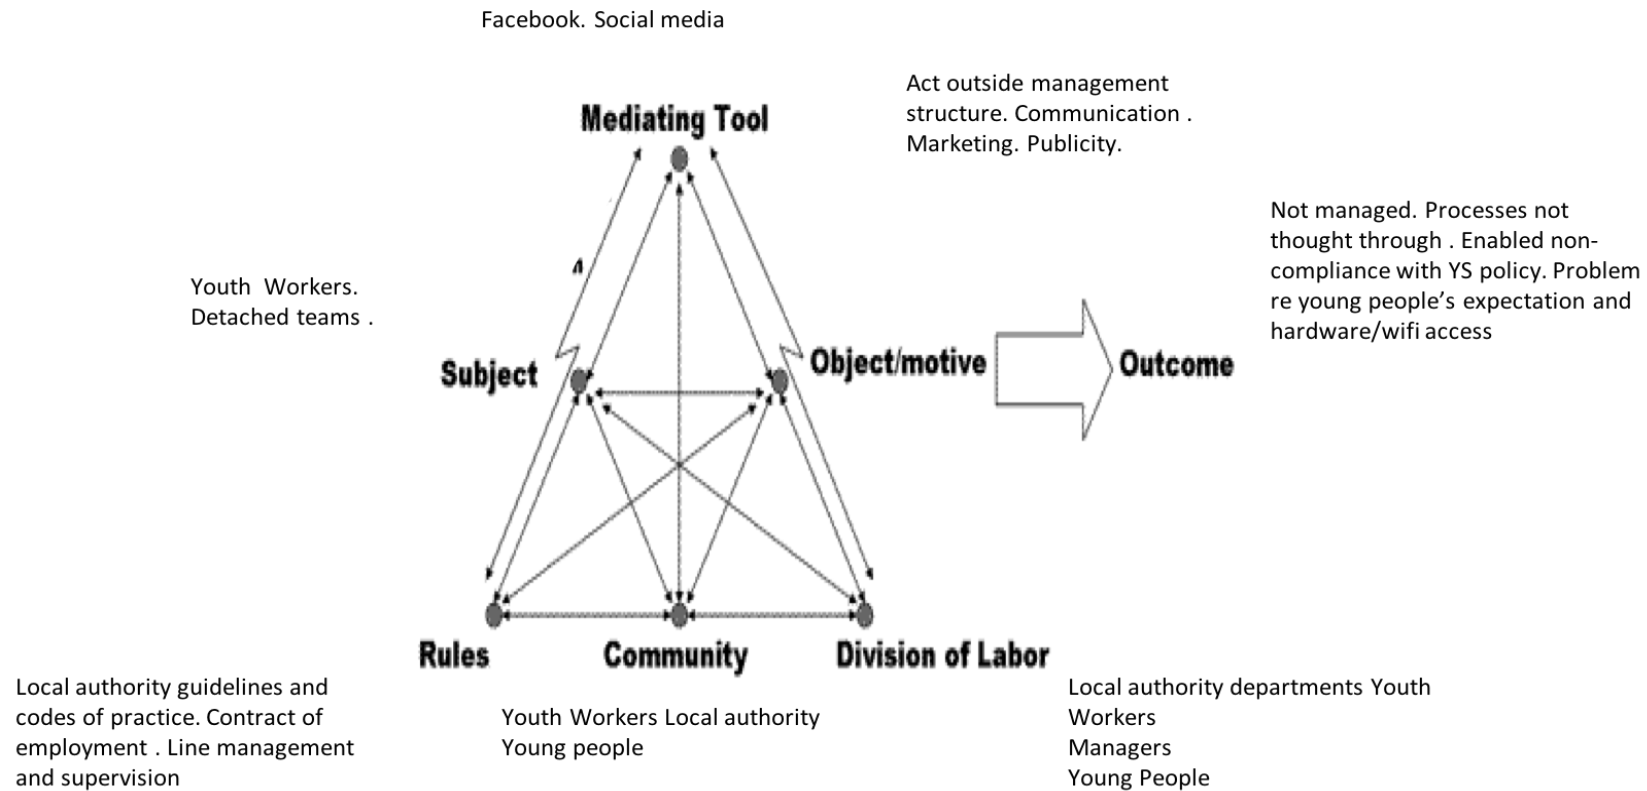 Facebook. Social media
Act outside management
structure. Communication .
Marketing. Publicity.
Mediating Tool
Not managed. Processes not
thought through . Enabled non-
compliance with YS policy. Problem
re young people’s expectation and
hardware/wifi access
Youth  Workers.
Detached teams .
Subject
Object/motive
Outcome
Rules
Community
Division of Labor
Local authority guidelines and
codes of practice. Contract of
employment . Line management
and supervision
Youth Workers Local authority
Young people
Local authority departments Youth
Workers
Managers
Young People